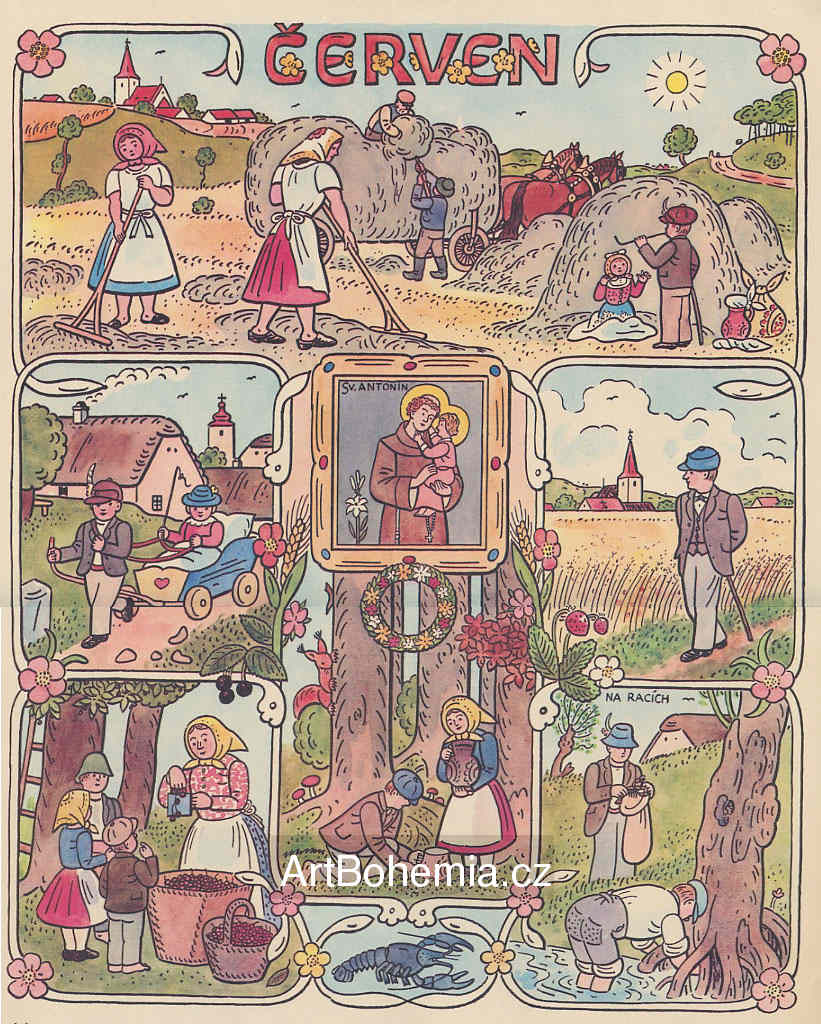 ČERVEN
SV. ANTONÍN
NA RACÍCH
ArtBohemia.cz